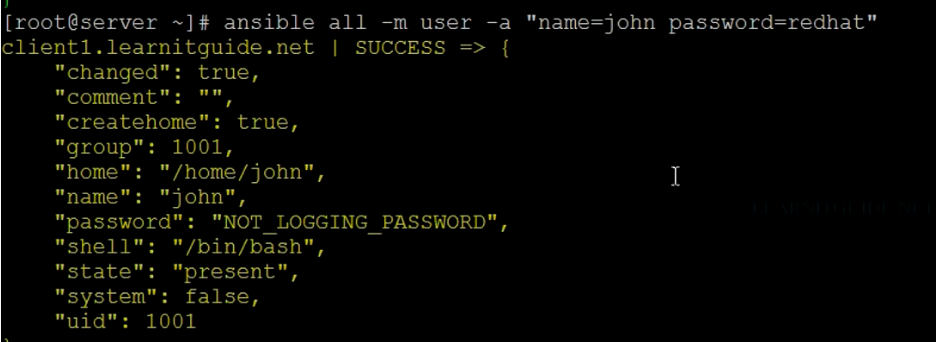 }
[root@server ~]# ansible all -m user -a "name=john password=redhat"
client1.learnitguide.net | SUCCESS => {
    "changed": true,
    "comment": "",
    "createhome": true,
    "group": 1001,
    "home": "/home/john",
    "name": "john",
    "password": "NOT_LOGGING_PASSWORD",
    "shell": "/bin/bash",
    "state": "present",
    "system": false,
    "uid": 1001
}